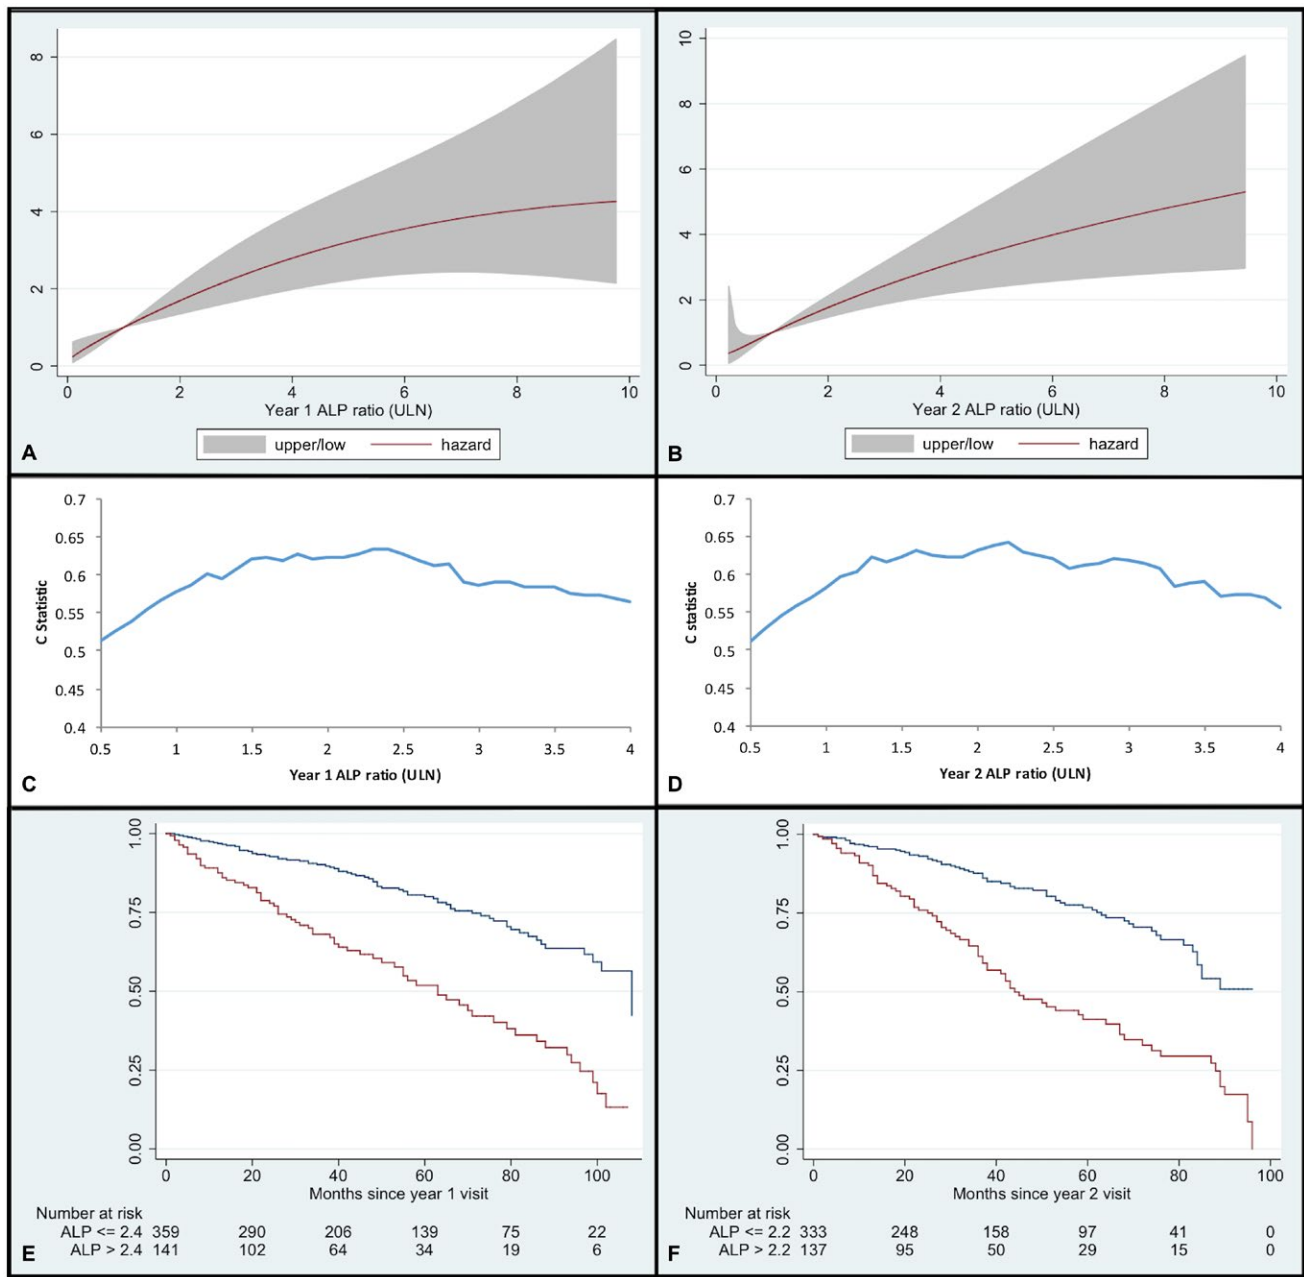 8
6
4
2
0
0 2 4 6 8 10
Year 1 ALP ratio (ULN)
upper/low hazard
A
10
8
6
4
2
0
0 2 4 6 8 10
Year 2 ALP ratio (ULN)
upper/low hazard
B
0.7
0.65
0.6
0.55
0.5
0.45
0.4
C Statistic
0.5 1 1.5 2 2.5 3 3.5 4
Year 1 ALP ratio (ULN)
C
0.7
0.65
0.6
0.55
0.5
0.45
0.4
C statistic
0.5 1 1.5 2 2.5 3 3.5 4
Year 2 ALP ratio (ULN)
D
1.00
0.75
0.50
0.25
0.00
0 20 40 60 80 100
Months since year 1 visit
Number at risk
ALP <= 2.4 359 290 206 139 75 22
ALP > 2.4 141 102 64 34 19 6
E
1.00
0.75
0.50
0.25
0.00
0 20 40 60 80 100
Months since year 2 visit
Number at risk
ALP <= 2.2 333 248 158 97 41 0
ALP > 2.2 137 95 50 29 15 0
F